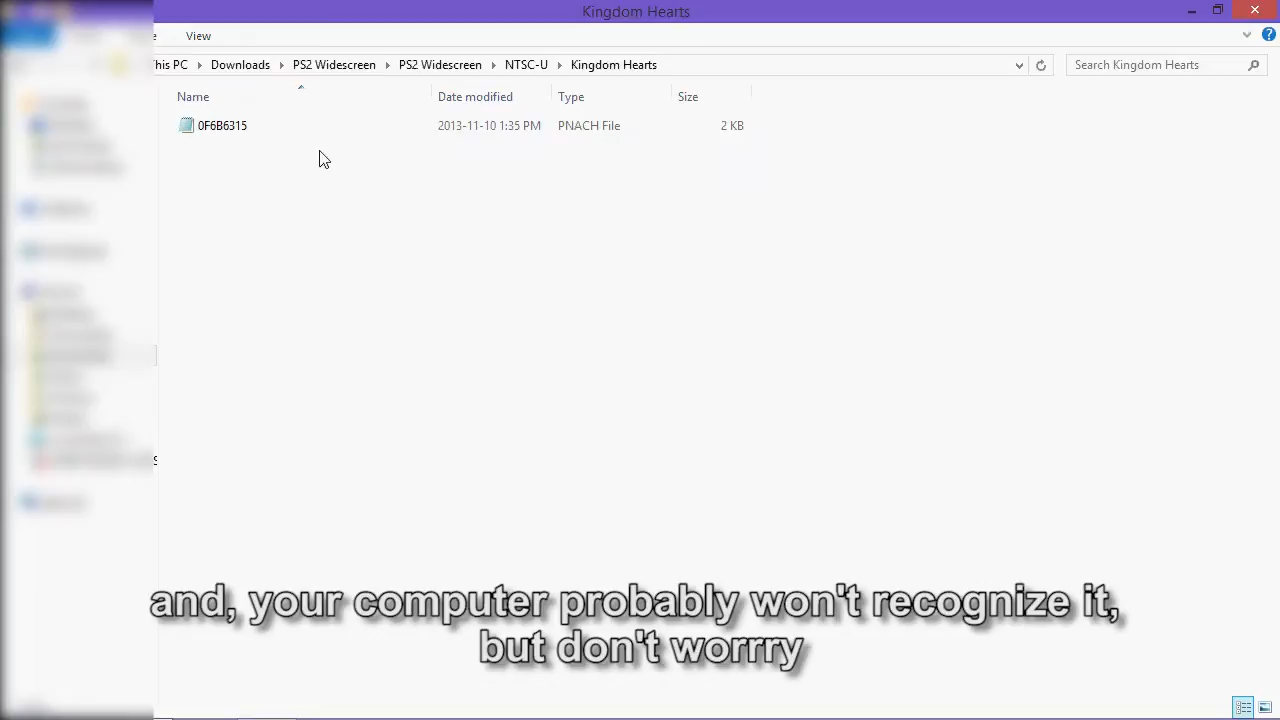 Kingdom Hearts
View
his PC > Downloads > PS2 Widescreen > PS2 Widescreen > NTSC-U > Kingdom Hearts
Search Kingdom Hearts
Name Date modified Type Size
0F6B6315 2013-11-10 1:35 PM PNACH File 2 KB
and, your computer probably won't recognize it,
but don't worrry